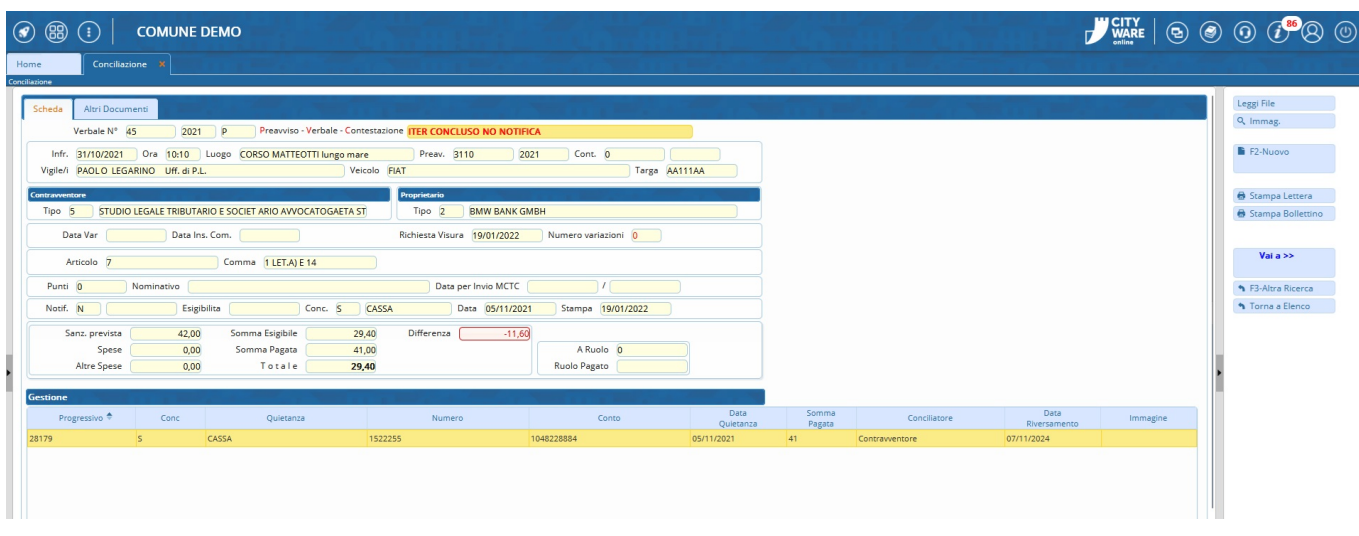 COMUNE DEMO
CITY WARE online
86
Home Conciliazione ×
Conciliazione
Scheda Altri Documenti
Verbale N° 45 2021 P Preavviso - Verbale - Contestazione ITER CONCLUSO NO NOTIFICA
Infr. 31/10/2021 Ora 10:10 Luogo CORSO MATTEOTTI lungo mare Preav. 3110 2021 Cont. 0
Vigile/i PAOLO LEGARINO Uff. di P.L. Veicolo FIAT Targa AA111AA
Contravventore Proprietario
Tipo 5 STUDIO LEGALE TRIBUTARIO E SOCIET ARIO AVVOCATOGAETA ST Tipo 2 BMW BANK GMBH
Data Var Data Ins. Com. Richiesta Visura 19/01/2022 Numero variazioni 0
Articolo 7 Comma 1 LET.A) E 14
Punti 0 Nominativo Data per Invio MCTC /
Notif. N Esigibilita Conc. S CASSA Data 05/11/2021 Stampa 19/01/2022
Sanz. prevista 42,00 Somma Esigibile 29,40 Differenza -11,60
Spese 0,00 Somma Pagata 41,00 A Ruolo 0
Altre Spese 0,00 Totale 29,40 Ruolo Pagato
Gestione
Progressivo Conc Quietanza Numero Conto Data Quietanza Somma Pagata Conciliatore Data Riversamento Immagine
28179 S CASSA 1522255 1048228884 05/11/2021 41 Contravventore 07/11/2024
Leggi File
Immag.
F2-Nuovo
Stampa Lettera
Stampa Bollettino
Vai a >>
F3-Altra Ricerca
Torna a Elenco